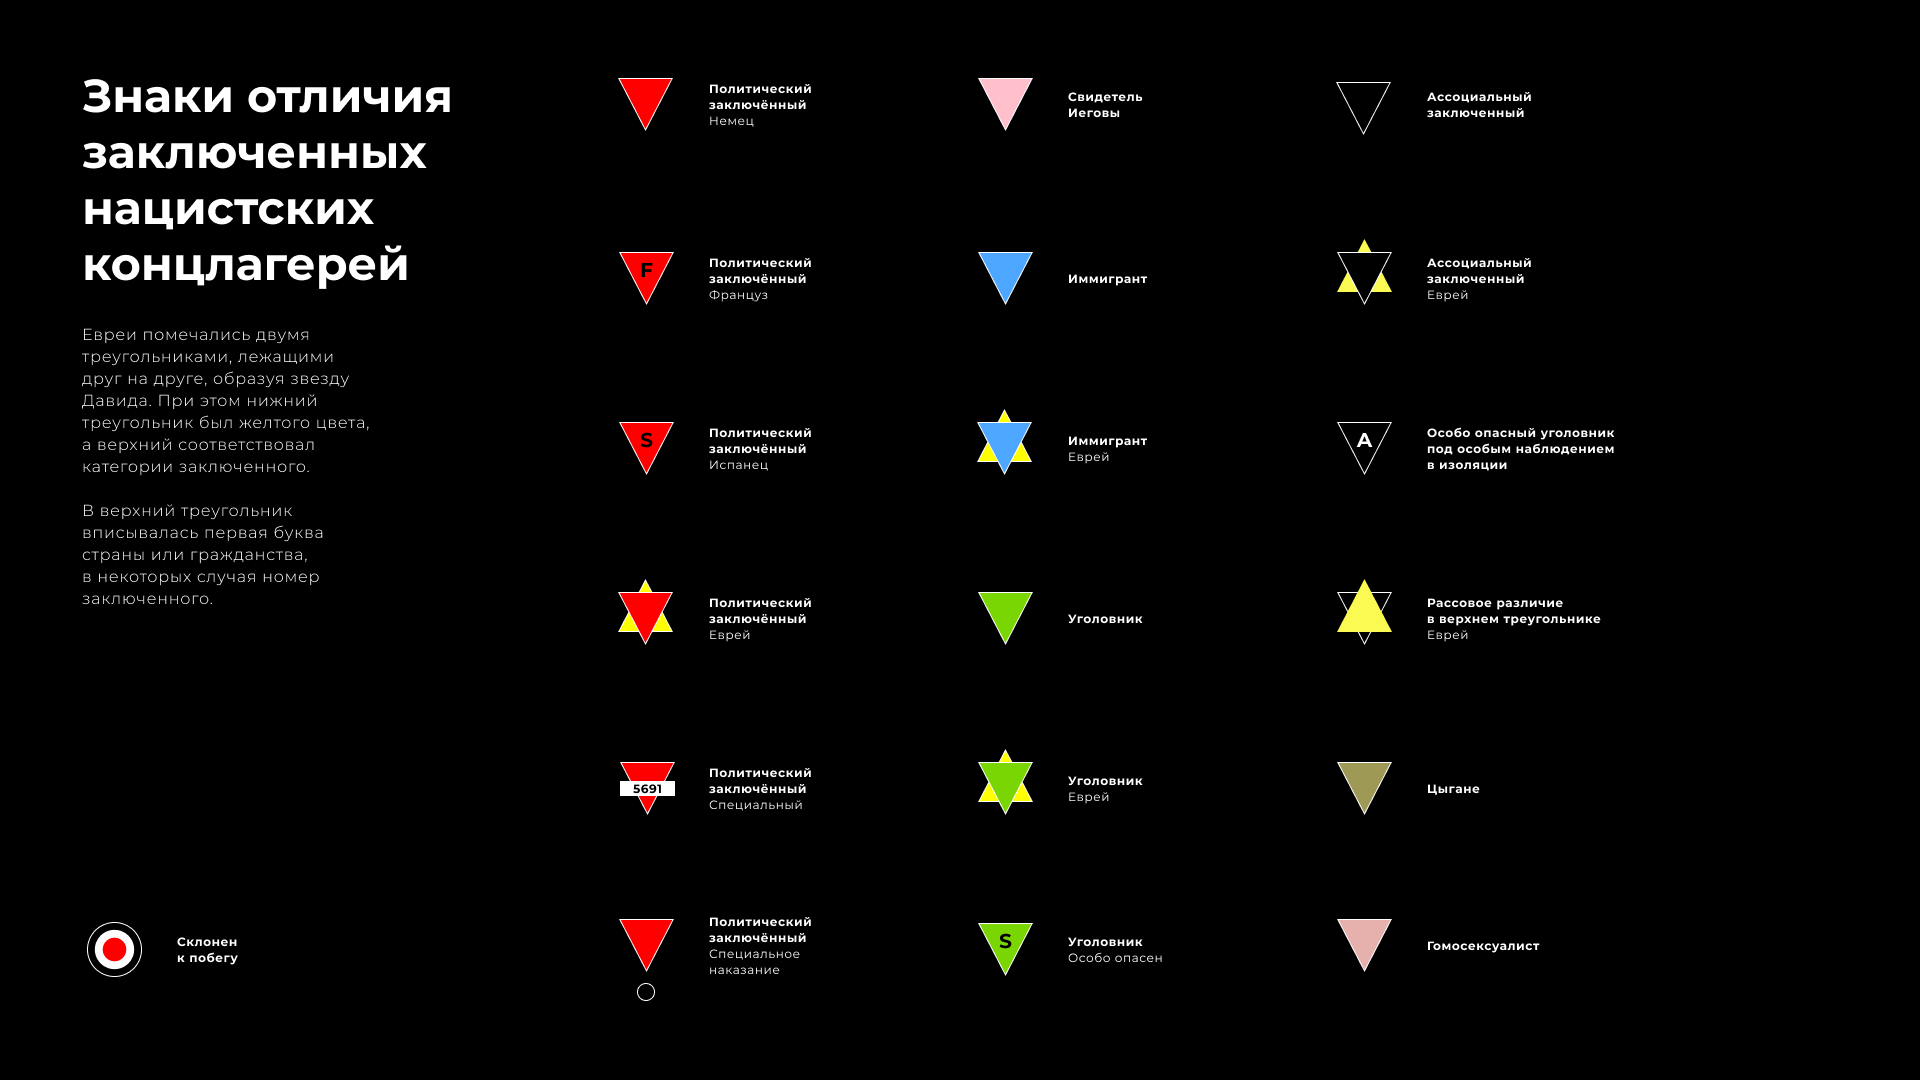 Знаки отличия
заключенных
нацистских
концлагерей
Евреи помечались двумя
треугольниками, лежащими
друг на друге, образуя звезду
Давида. При этом нижний
треугольник был желтого цвета,
а верхний соответствовал
категории заключенного.
В верхний треугольник
вписывалась первая буква
страны или гражданства,
в некоторых случая номер
заключенного.
Склонен
к побегу
Политический
заключённый
Немец
F
Политический
заключённый
Француз
S
Политический
заключённый
Испанец
Политический
заключённый
Еврей
5691
Политический
заключённый
Специальный
Политический
заключённый
Специальное
наказание
Свидетель
Иеговы
Иммигрант
Иммигрант
Еврей
Уголовник
Уголовник
Еврей
S
Уголовник
Особо опасен
Ассоциальный
заключенный
Ассоциальный
заключенный
Еврей
A
Особо опасный уголовник
под особым наблюдением
в изоляции
Рассовое различие
в верхнем треугольнике
Еврей
Цыгане
Гомосексуалист